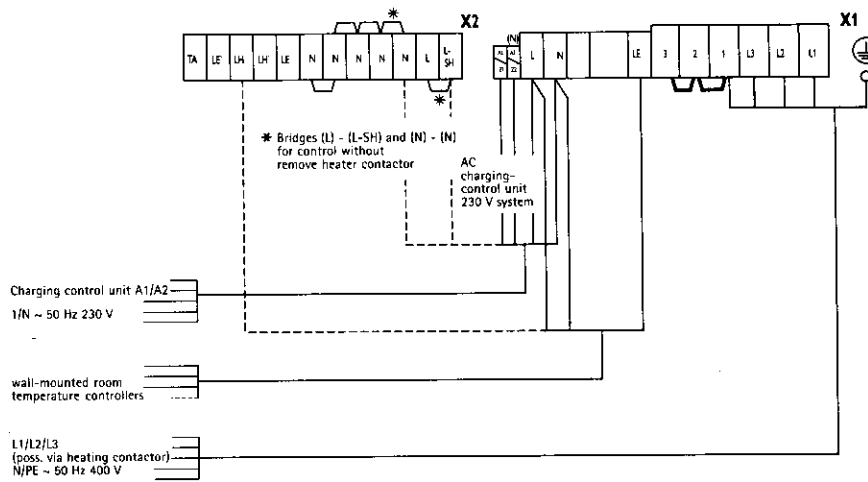 * X2 X1
(N)
TA LE' LH LH' LE N N N N N L L-SH
A1 Z1 A2 Z2 L N LE 3 2 1 L3 L2 L1
*
* Bridges (L) - (L-SH) and (N) - (N)
for control without
remove heater contactor
AC
charging-
control unit
230 V system
Charging control unit A1/A2
1/N ~ 50 Hz 230 V
wall-mounted room
temperature controllers
L1/L2/L3
(poss. via heating contactor)
N/PE ~ 50 Hz 400 V